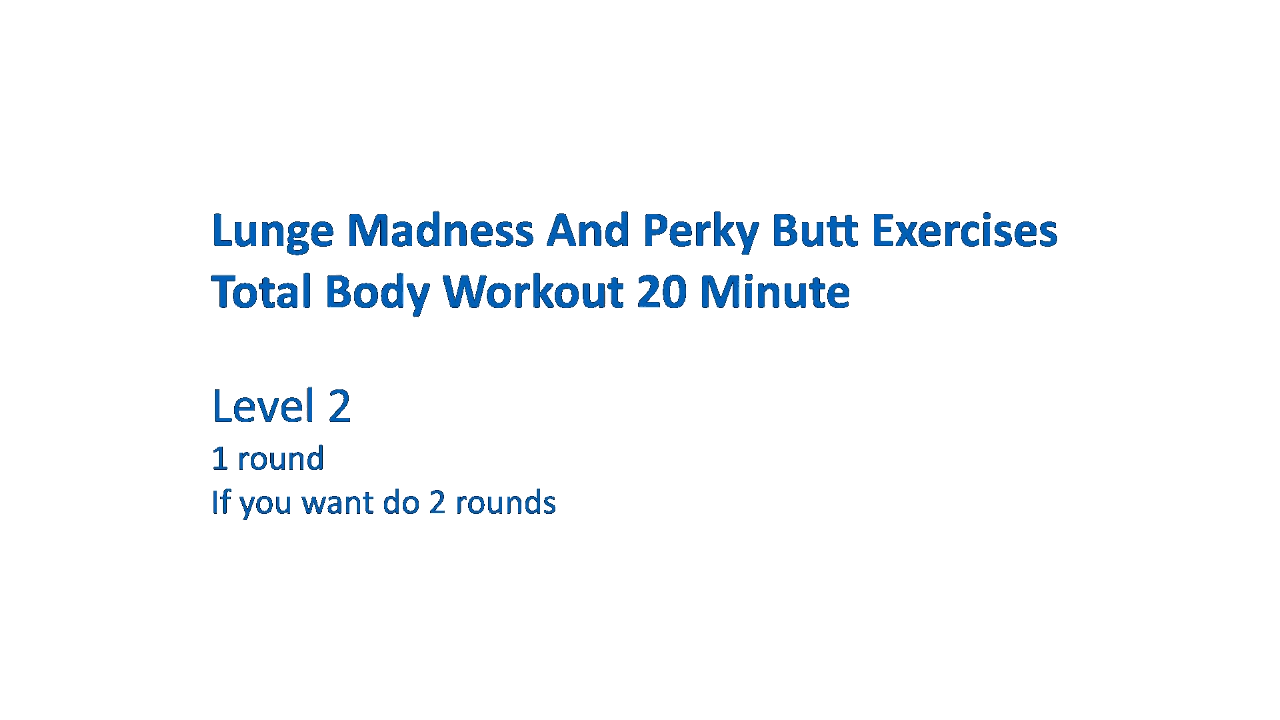 Lunge Madness And Perky Butt Exercises
Total Body Workout 20 Minute
Level 2
1 round
If you want do 2 rounds